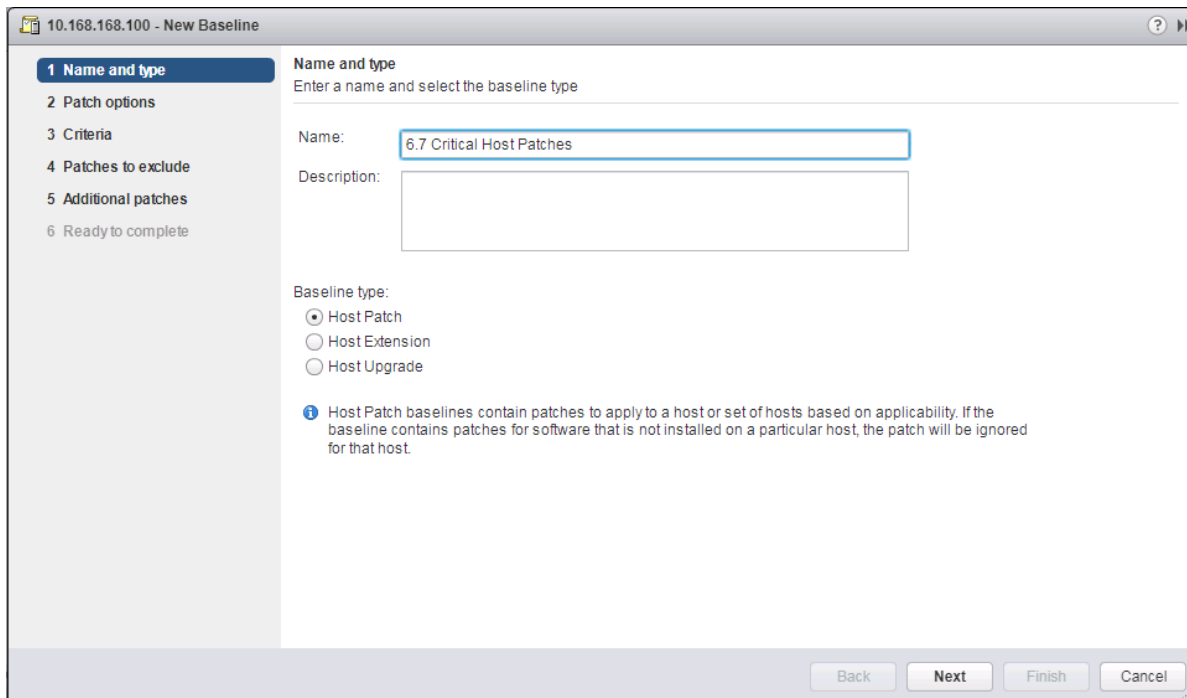 10.168.168.100 - New Baseline
?
1 Name and type
2 Patch options
3 Criteria
4 Patches to exclude
5 Additional patches
6 Ready to complete
Name and type
Enter a name and select the baseline type
Name:
6.7 Critical Host Patches
Description:
Baseline type:
Host Patch
Host Extension
Host Upgrade
Host Patch baselines contain patches to apply to a host or set of hosts based on applicability. If the
baseline contains patches for software that is not installed on a particular host, the patch will be ignored
for that host.
Back Next Finish Cancel